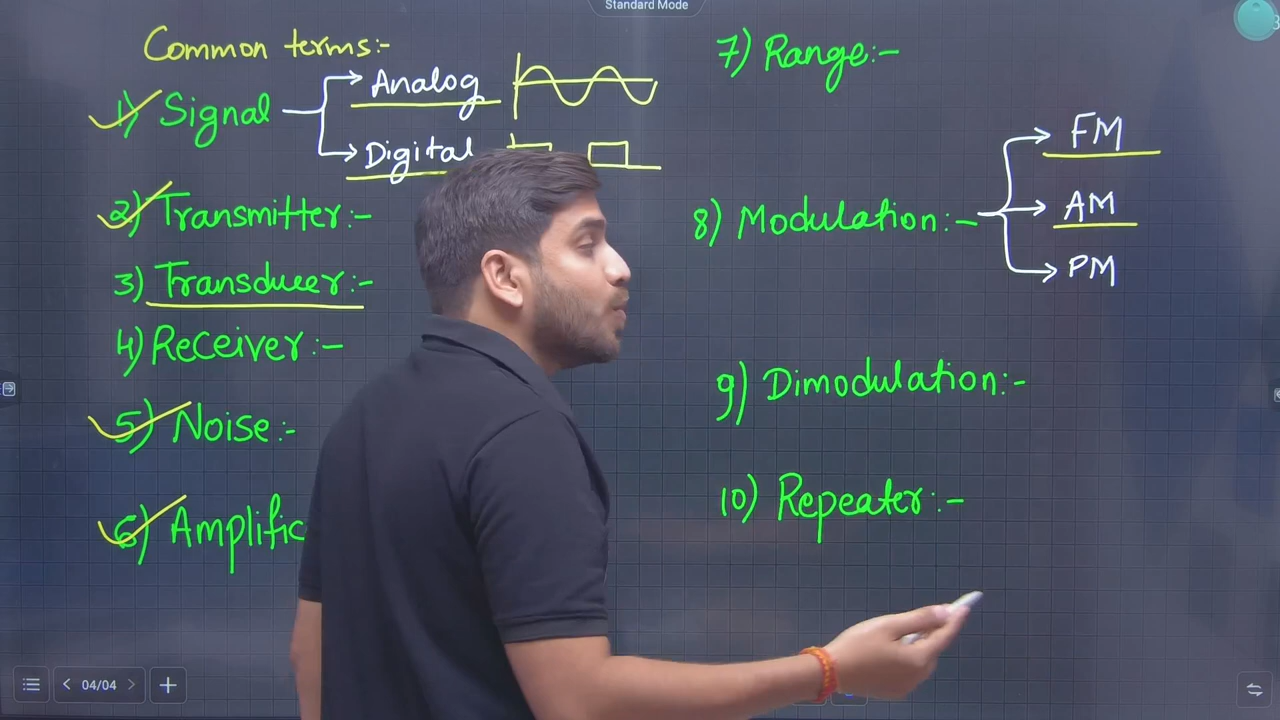 Standard Mode
Common terms:-
1) Signal
Analog
Digital
2) Transmitter:-
3) Transducer:-
4) Receiver:-
5) Noise:-
6) Amplific
7) Range:-
8) Modulation:-
FM
AM
PM
9) Dimodulation:-
10) Repeater:-
04/04